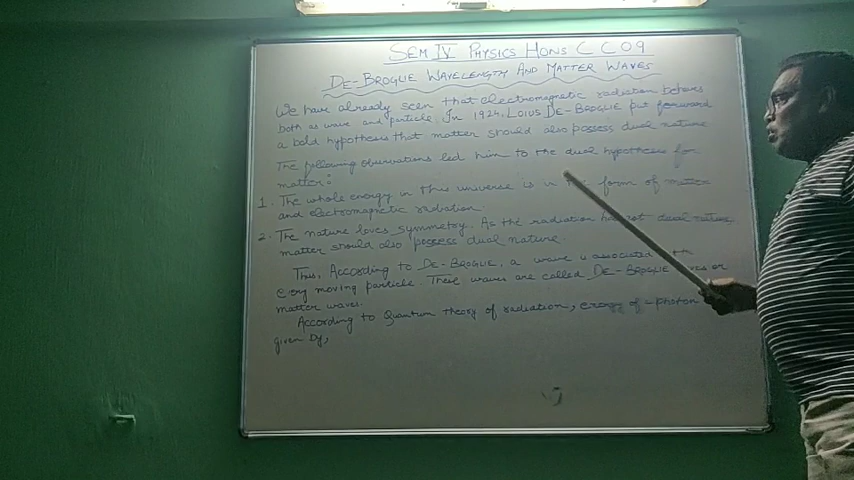 SEM IV PHYSICS HONS C C 09
DE-BROGLIE WAVELENGTH AND MATTER WAVES
We have already seen that electromagnetic radiation behaves
both as wave and particle. In 1924, LOIUS DE-BROGLIE put forward
a bold hypothesis that matter should also possess dual nature
The following observations led him to the dual hypothesis for
matter:
1. The whole energy in this universe is in the form of matter
and electromagnetic radiation.
2. The nature loves symmetry. As the radiation has got dual nature,
matter should also possess dual nature.
Thus, According to DE-BROGLIE, a wave is associated
every moving particle. These waves are called DE-BROGLIE or
matter waves.
According to Quantum theory of radiation, energy of a photon
given by,